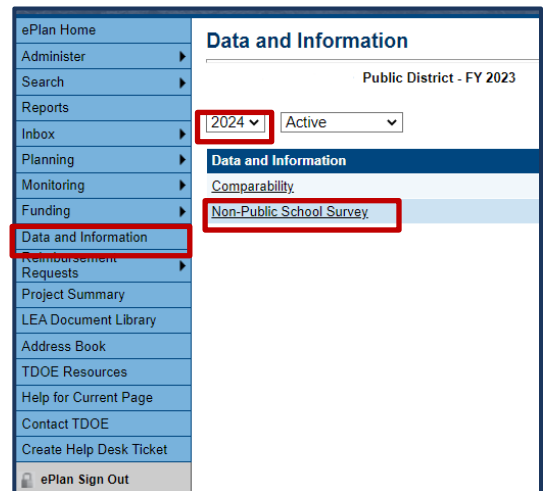 ePlan Home
Administer
Search
Reports
Inbox
Planning
Monitoring
Funding
Data and Information
Reimbursement
Requests
Project Summary
LEA Document Library
Address Book
TDOE Resources
Help for Current Page
Contact TDOE
Create Help Desk Ticket
ePlan Sign Out
Data and Information
Public District - FY 2023
2024 Active
Data and Information
Comparability
Non-Public School Survey